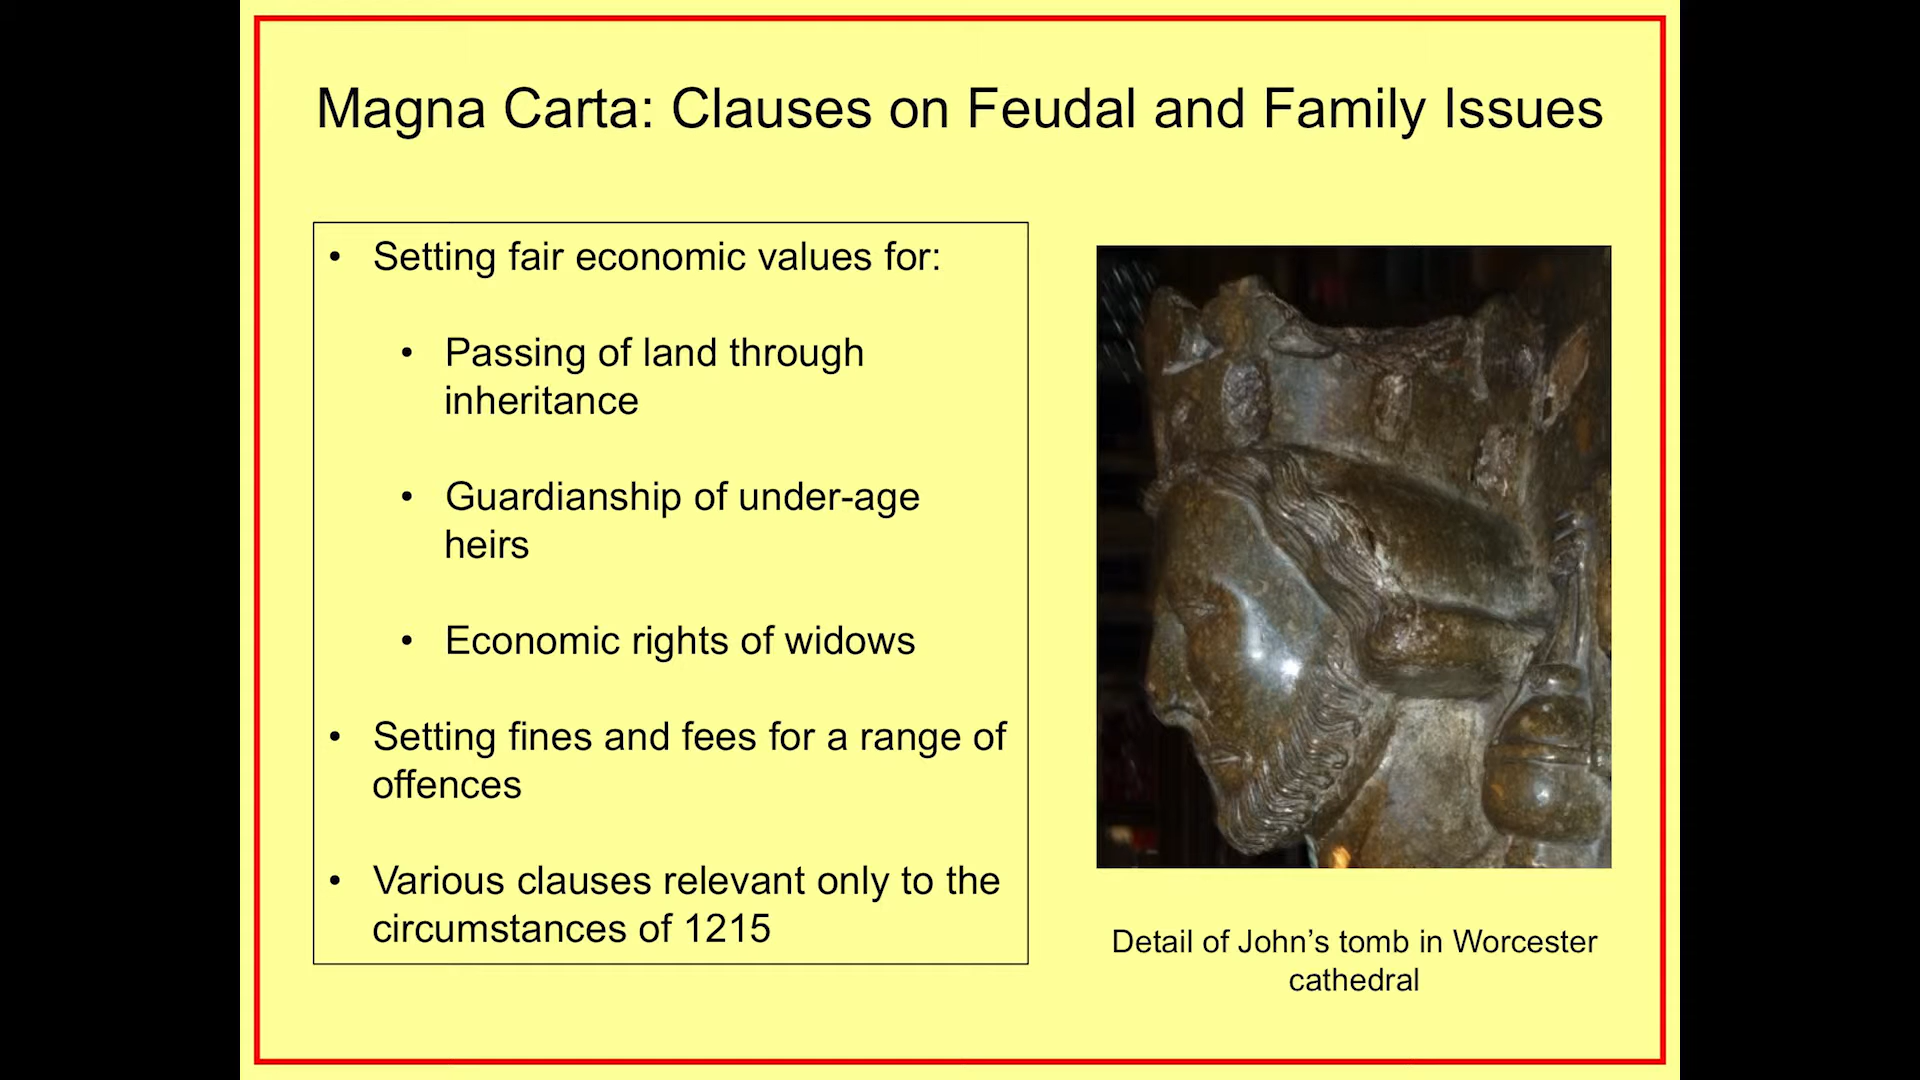 Magna Carta: Clauses on Feudal and Family Issues
• Setting fair economic values for:
• Passing of land through
inheritance
• Guardianship of under-age
heirs
• Economic rights of widows
• Setting fines and fees for a range of
offences
• Various clauses relevant only to the
circumstances of 1215
Detail of John’s tomb in Worcester
cathedral